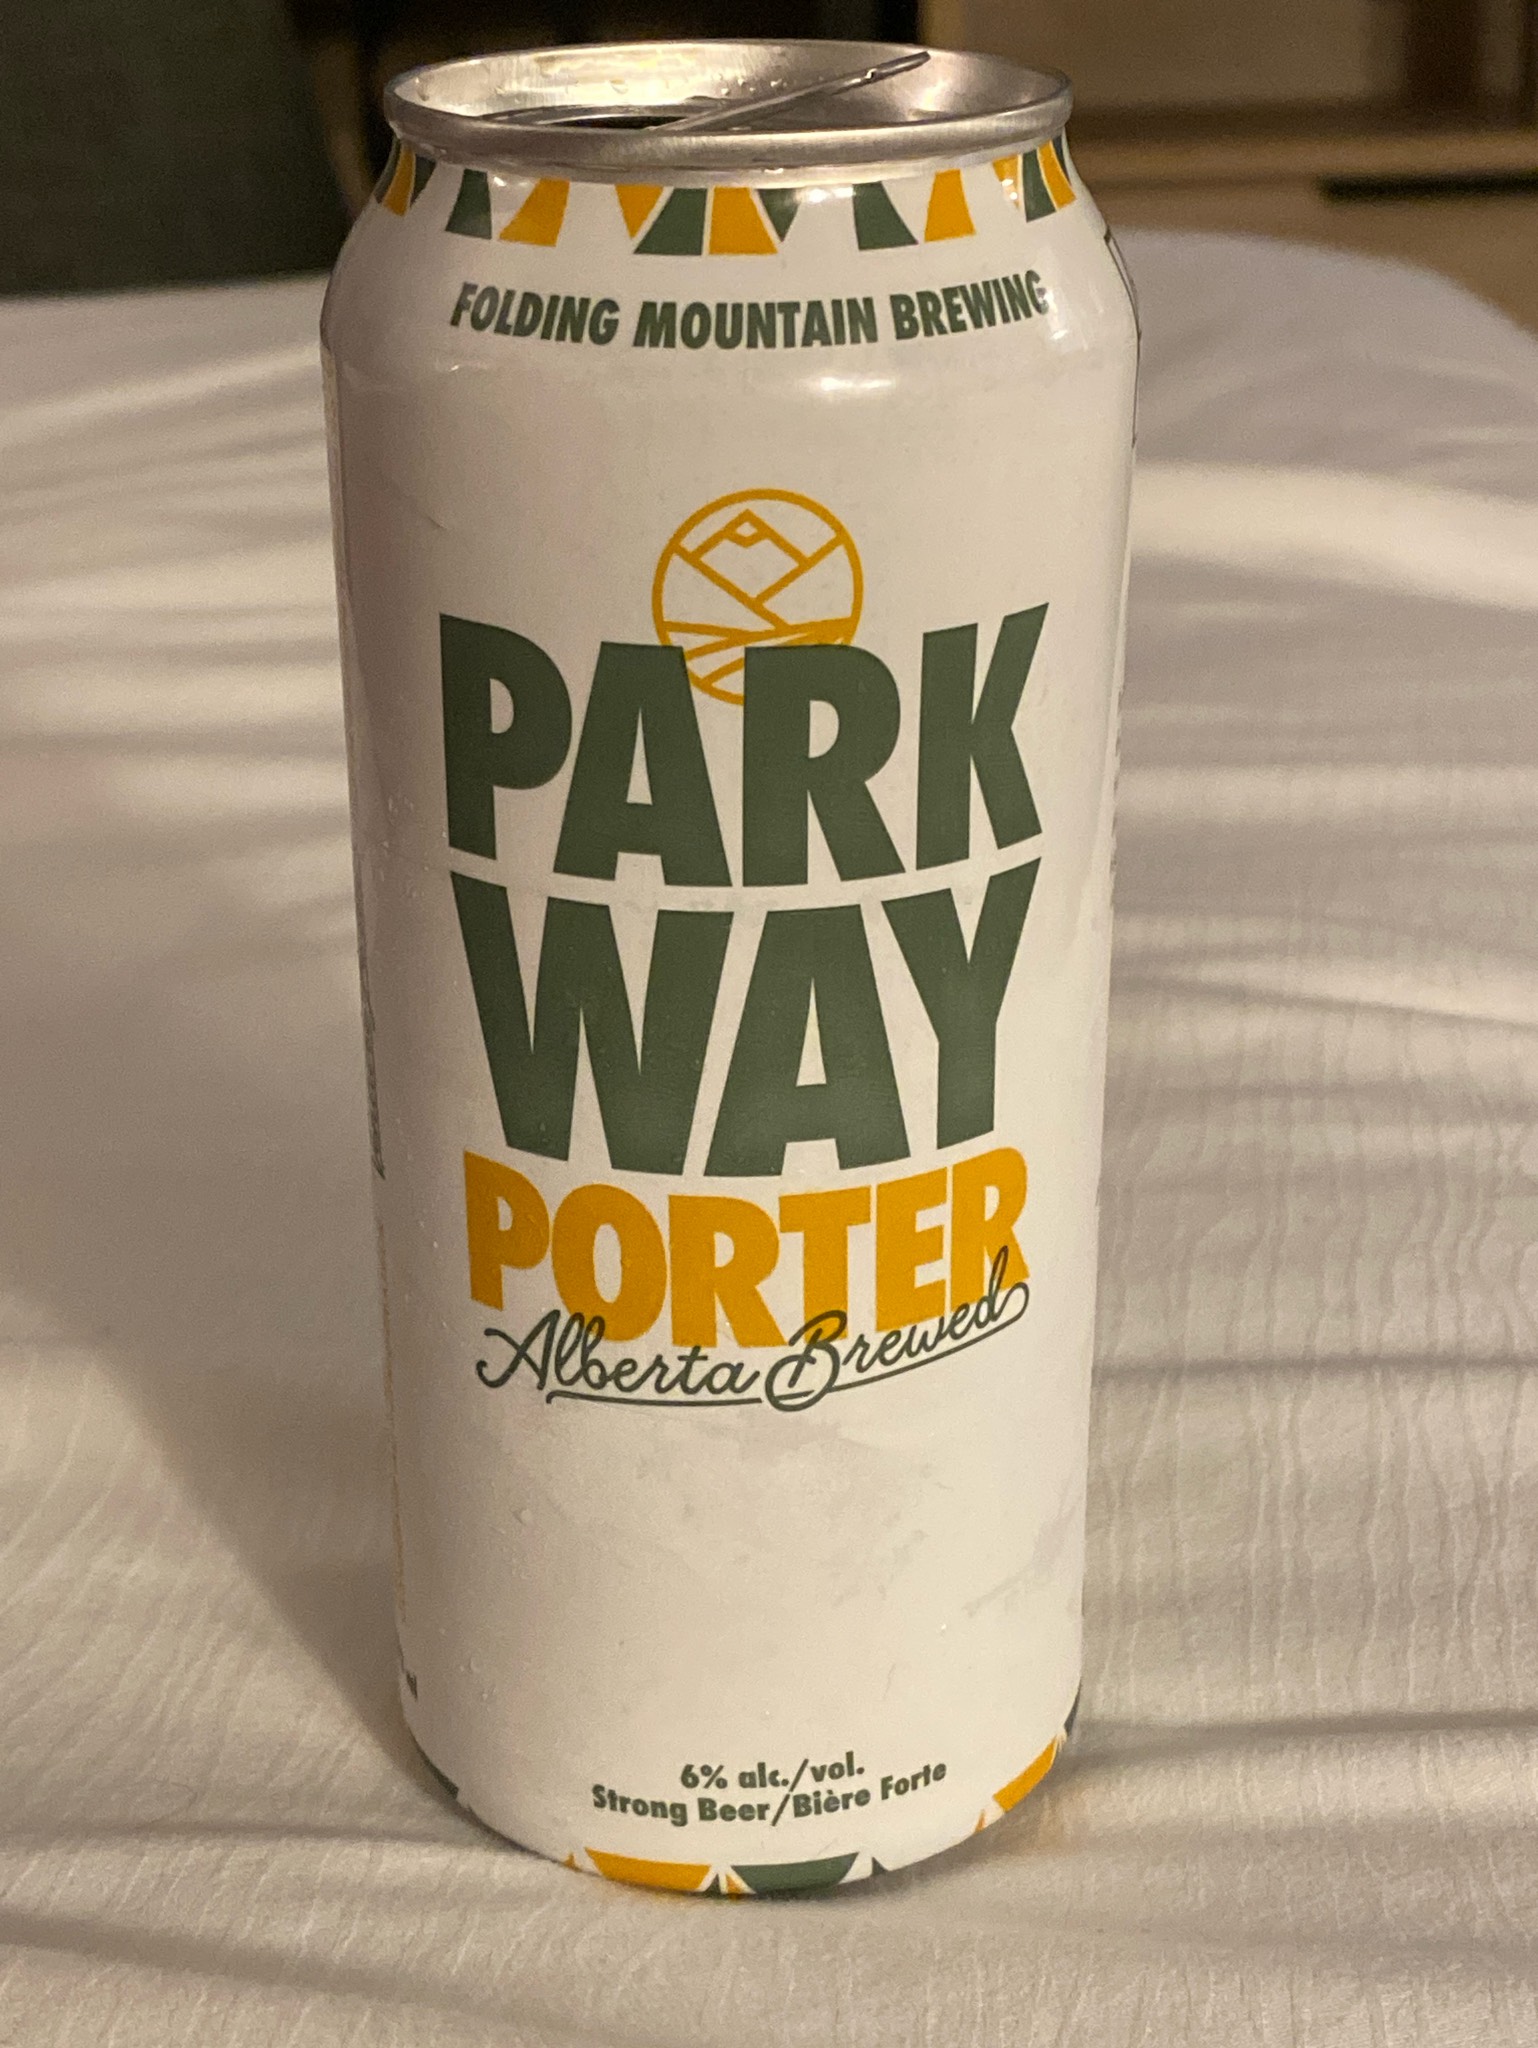 FOLDING MOUNTAIN BREWING
PARK
WAY
PORTER
Alberta Brewed
6% alc./vol.
Strong Beer/Bière Forte